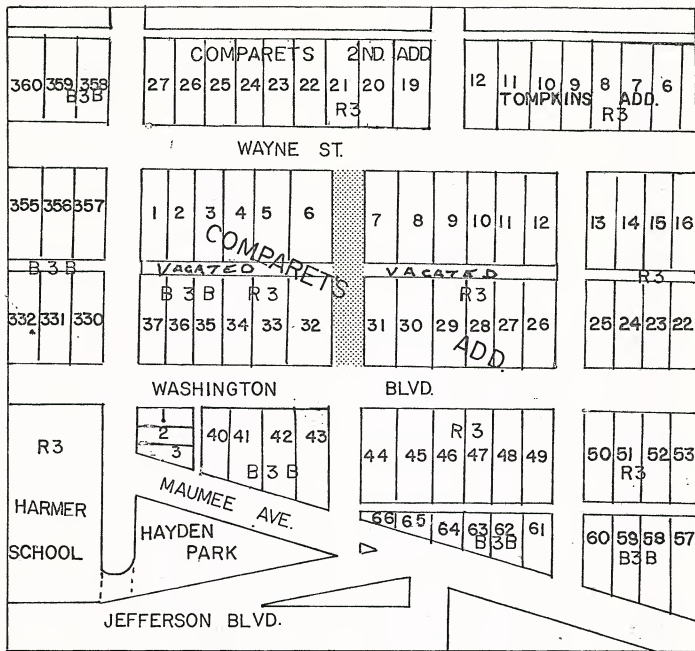 COMPARETS 2ND. ADD
360 359 358 27 26 25 24 23 22 21 20 19 12 11 10 9 8 7 6
B3B R3 TOMPKINS ADD.
R3
WAYNE ST.
355 356 357 1 2 3 4 5 6 7 8 9 10 11 12 13 14 15 16
COMPARETS ADD.
B3B VACATED VACATED R3
B3B R3 R3
332 331 330 37 36 35 34 33 32 31 30 29 28 27 26 25 24 23 22
WASHINGTON BLVD.
1
2
3
40 41 42 43 44 45 46 47 48 49 50 51 52 53
R3 B3B R3 R3
MAUMEE AVE.
HARMER
SCHOOL
HAYDEN
PARK
66 65 64 63 62 61 60 59 58 57
B3B B3B
JEFFERSON BLVD.